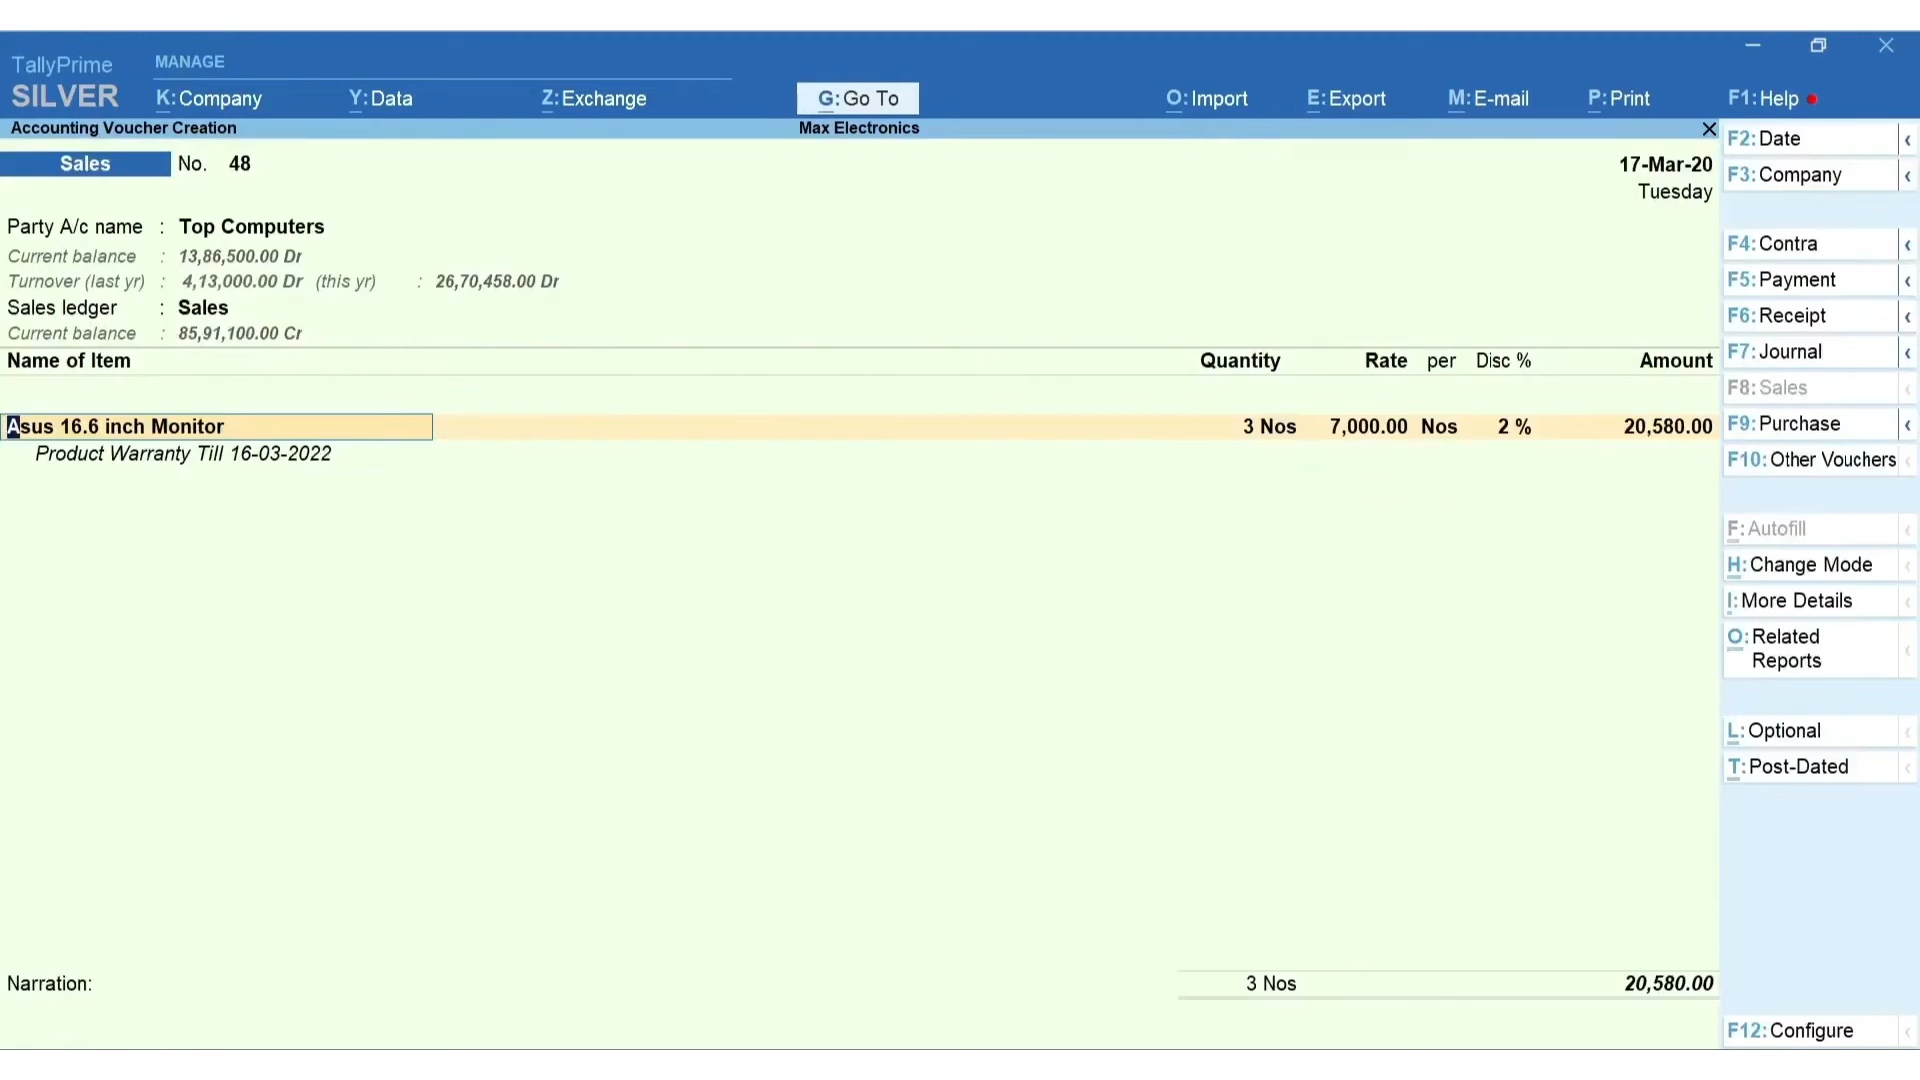 TallyPrime
SILVER
MANAGE
K:Company Y:Data Z:Exchange G:Go To O:Import E:Export M:E-mail P:Print F1:Help
Accounting Voucher Creation Max Electronics
Sales No. 48 17-Mar-20
Tuesday
Party A/c name : Top Computers
Current balance : 13,86,500.00 Dr
Turnover (last yr) : 4,13,000.00 Dr (this yr) : 26,70,458.00 Dr
Sales ledger : Sales
Current balance : 85,91,100.00 Cr
Name of Item Quantity Rate per Disc % Amount
Asus 16.6 inch Monitor 3 Nos 7,000.00 Nos 2 % 20,580.00
Product Warranty Till 16-03-2022
Narration: 3 Nos 20,580.00
F2:Date
F3:Company
F4:Contra
F5:Payment
F6:Receipt
F7:Journal
F8:Sales
F9:Purchase
F10:Other Vouchers
F:Autofill
H:Change Mode
I:More Details
O:Related
Reports
L:Optional
T:Post-Dated
F12:Configure